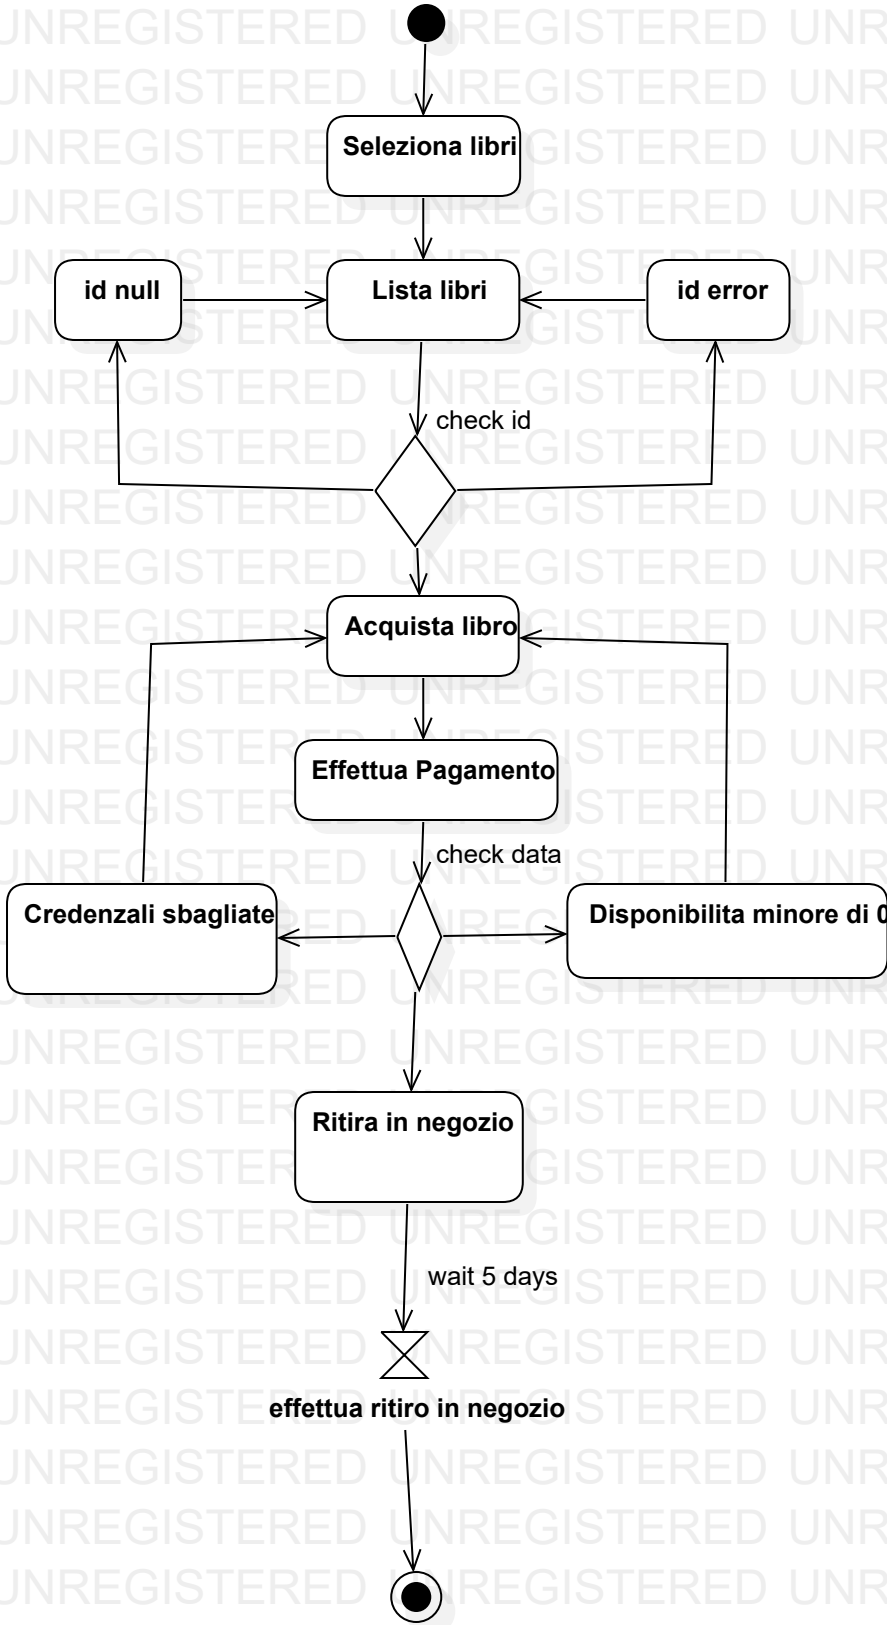 Seleziona libri
id null
Lista libri
id error
check id
Acquista libro
Effettua Pagamento
check data
Credenzali sbagliate
Disponibilita minore di 0
Ritira in negozio
wait 5 days
effettua ritiro in negozio
UNREGISTERED